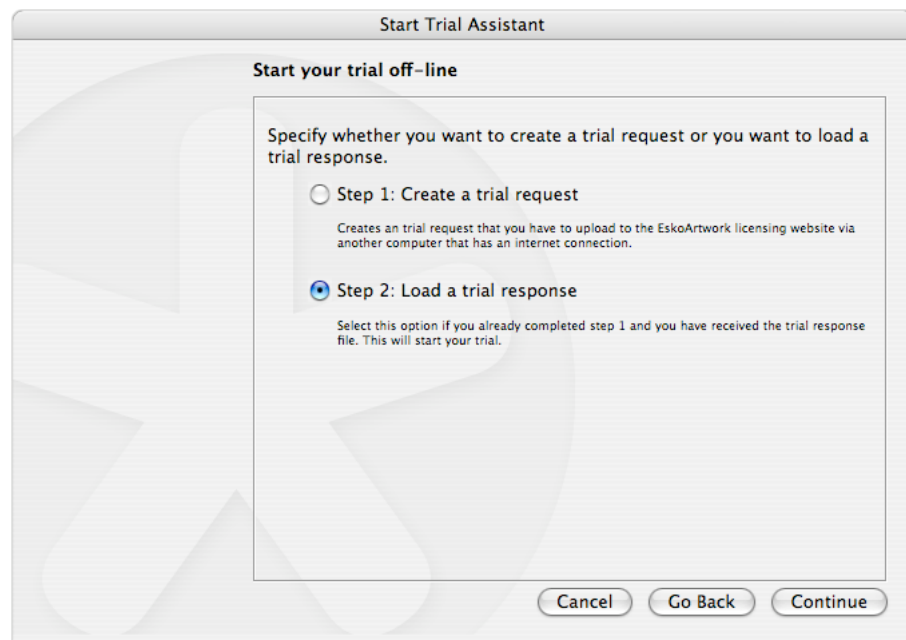 Start Trial Assistant
Start your trial off-line
Specify whether you want to create a trial request or you want to load a
trial response.
Step 1: Create a trial request
Creates an trial request that you have to upload to the EskoArtwork licensing website via
another computer that has an internet connection.
Step 2: Load a trial response
Select this option if you already completed step 1 and you have received the trial response
file. This will start your trial.
Cancel Go Back Continue